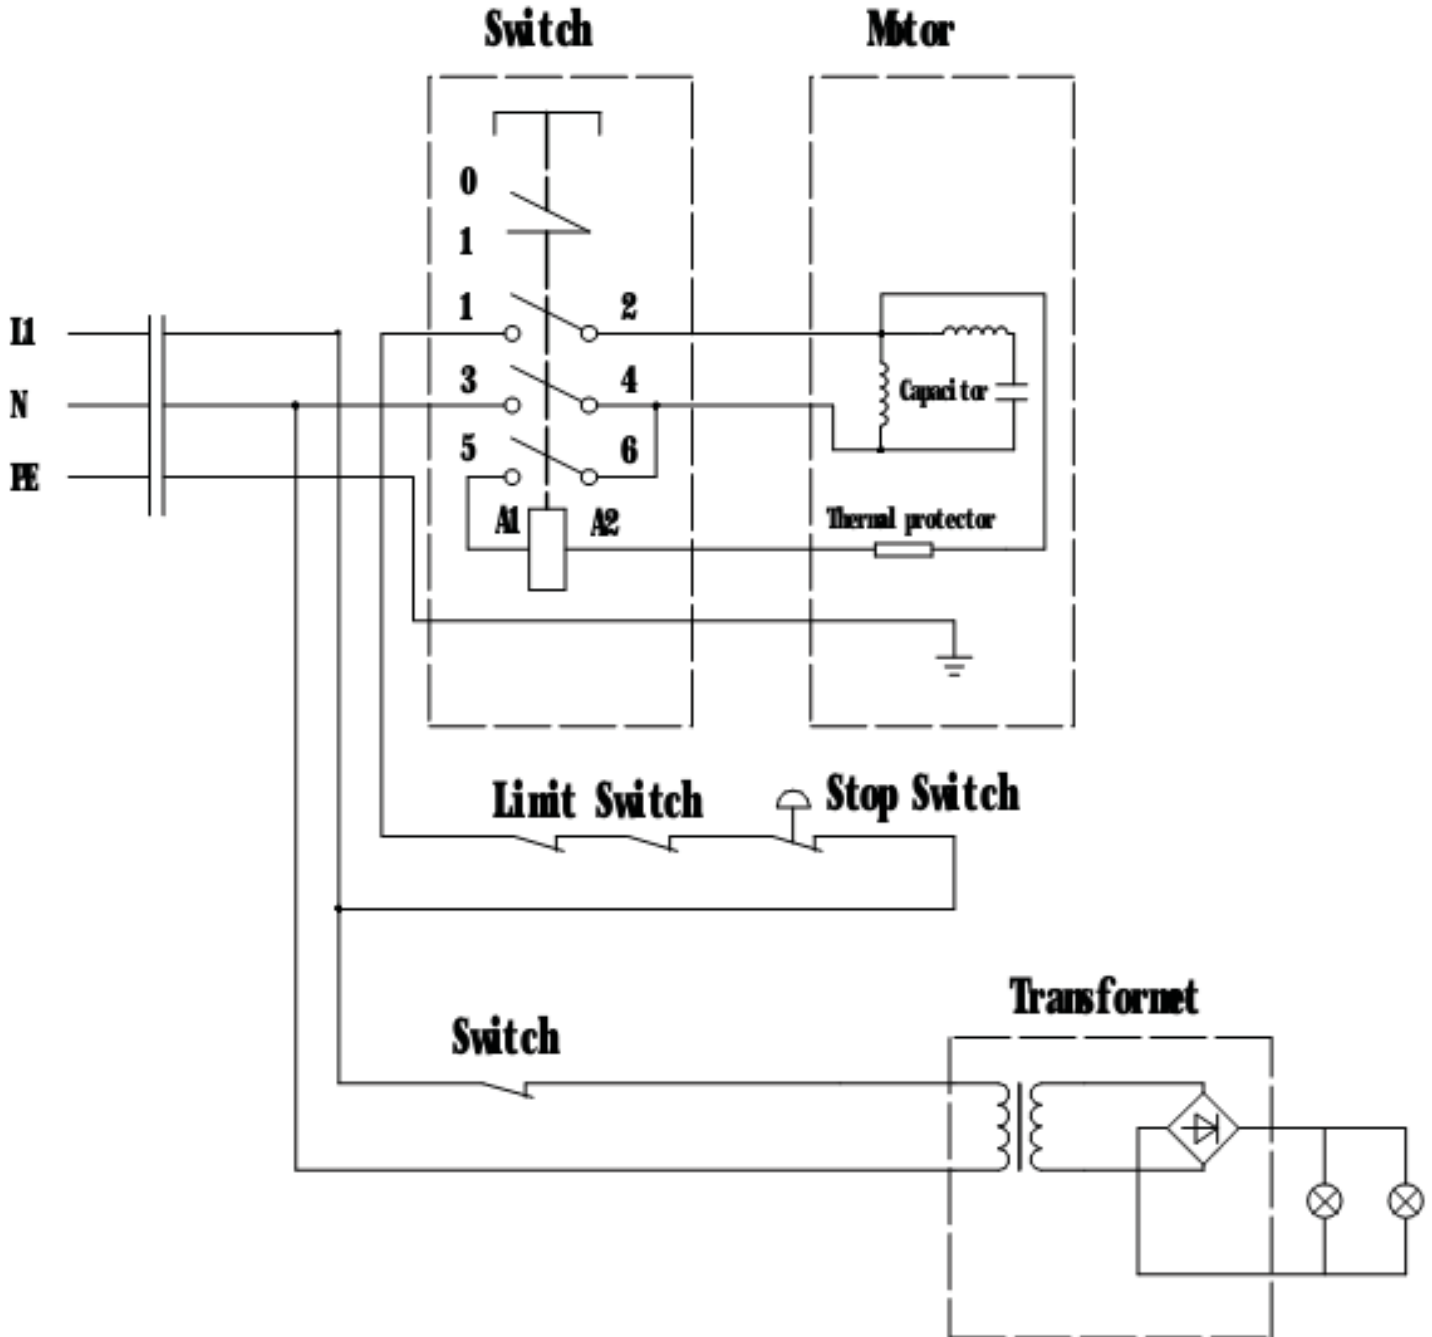 Switch
Motor
0
1
1
2
L1
3
4
Capacitor
N
5
6
PE
A1
A2
Thermal protector
Limit Switch
Stop Switch
Transformet
Switch